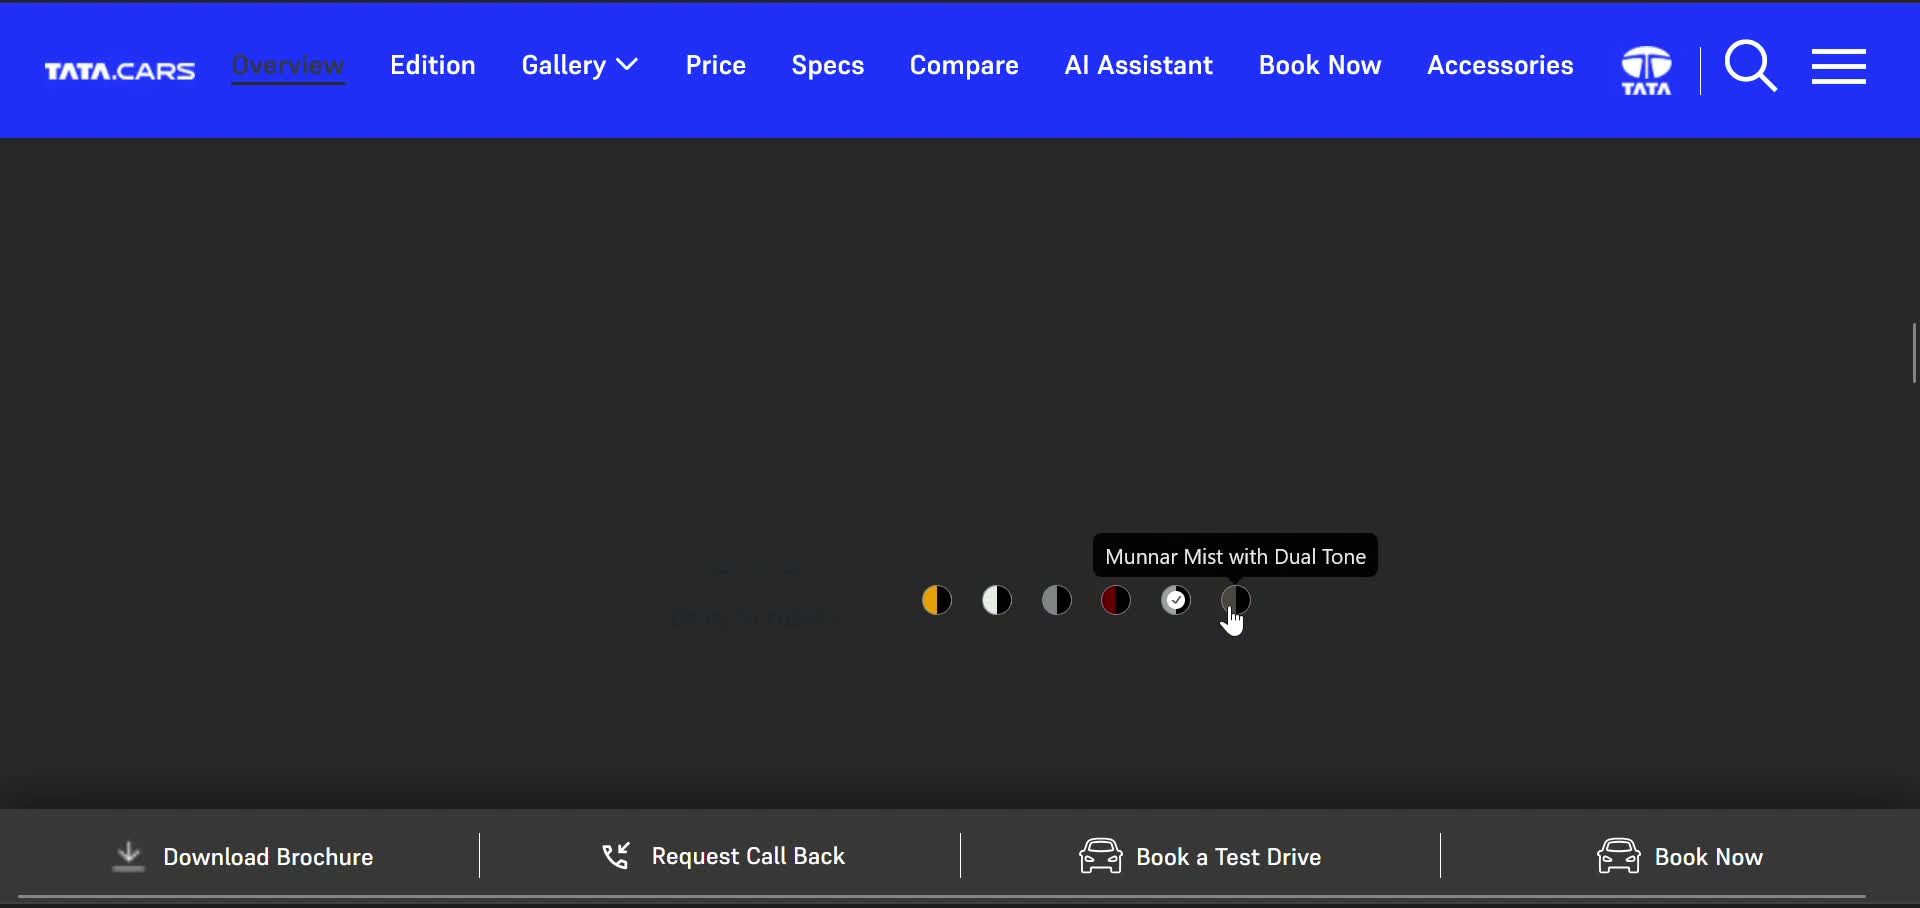 TATA.CARS
Overview
Edition
Gallery
Price
Specs
Compare
AI Assistant
Book Now
Accessories
TATA
Munnar Mist with Dual Tone
Download Brochure
Request Call Back
Book a Test Drive
Book Now